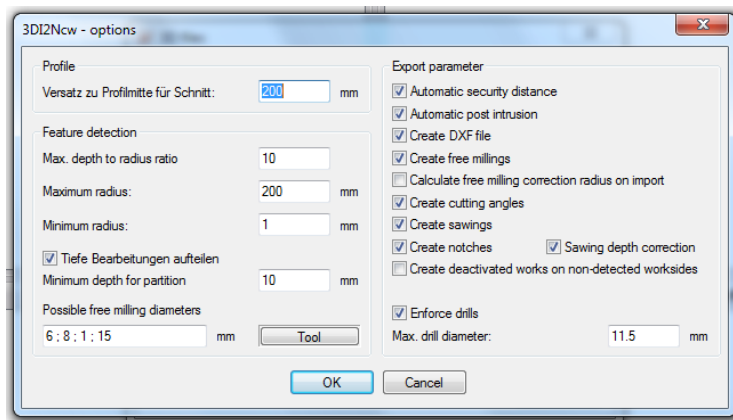 3DI2Ncw - options
Profile
Versatz zu Profilmitte für Schnitt: 200 mm
Feature detection
Max. depth to radius ratio 10
Maximum radius: 200 mm
Minimum radius: 1 mm
Tiefe Bearbeitungen aufteilen
Minimum depth for partition 10 mm
Possible free milling diameters
6 ; 8 ; 1 ; 15 mm Tool
Export parameter
Automatic security distance
Automatic post intrusion
Create DXF file
Create free millings
Calculate free milling correction radius on import
Create cutting angles
Create sawings
Create notches Sawing depth correction
Create deactivated works on non-detected worksides
Enforce drills
Max. drill diameter: 11.5 mm
OK Cancel